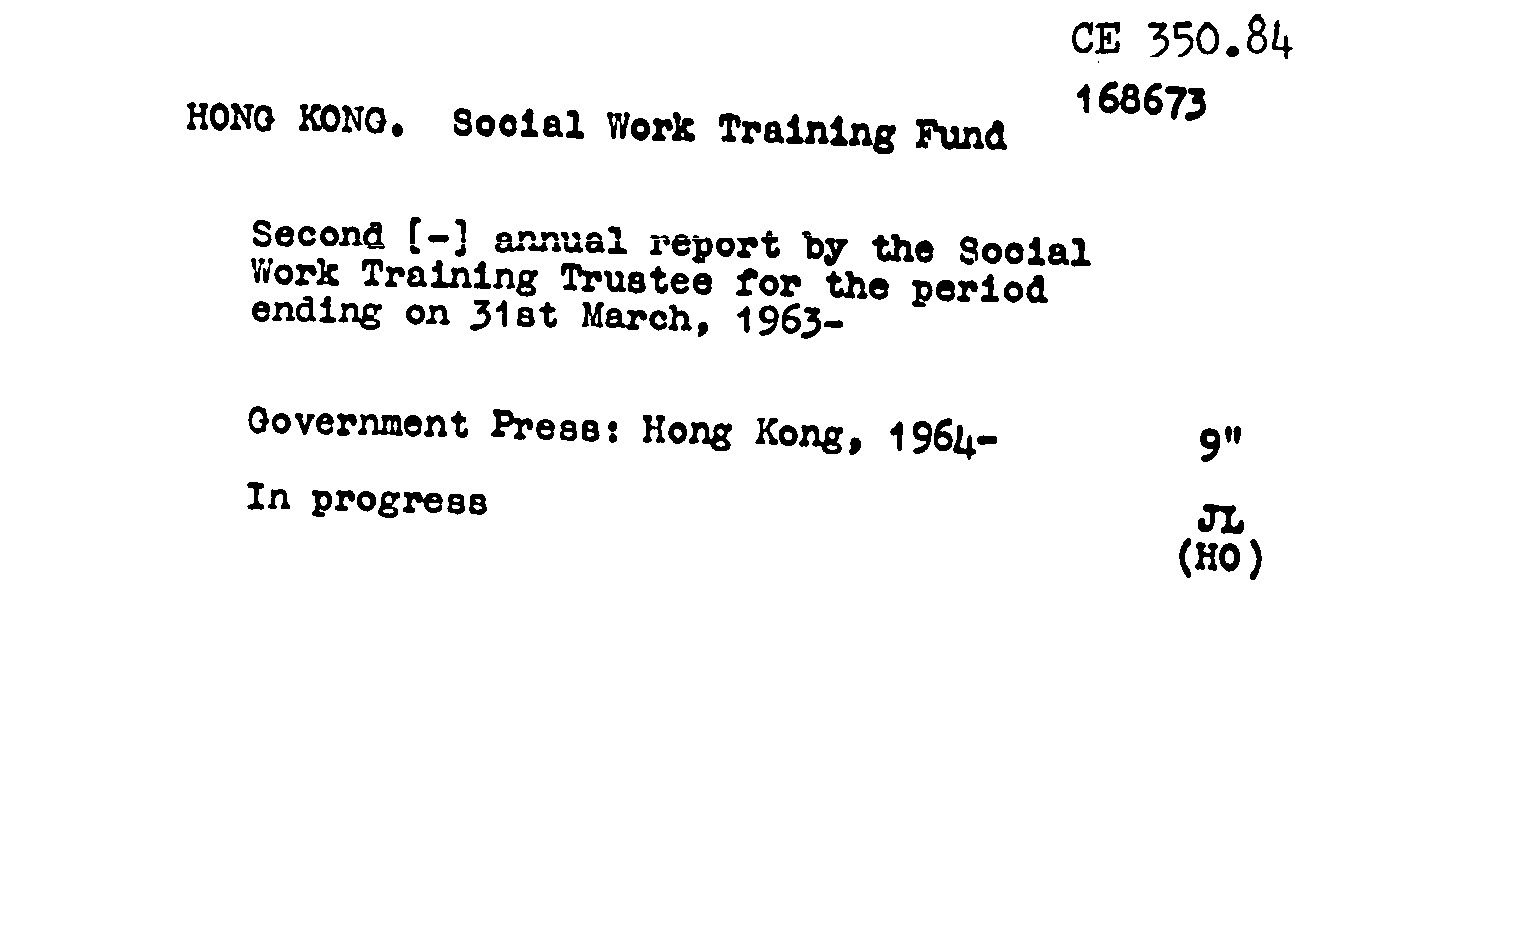 CE 350.84
168673
HONG KONG. Social Work Training Fund
Second [-] annual report by the Social
Work Training Trustee for the period
ending on 31st March, 1963-
Government Press: Hong Kong, 1964-
9"
In progress
JL
(HO)